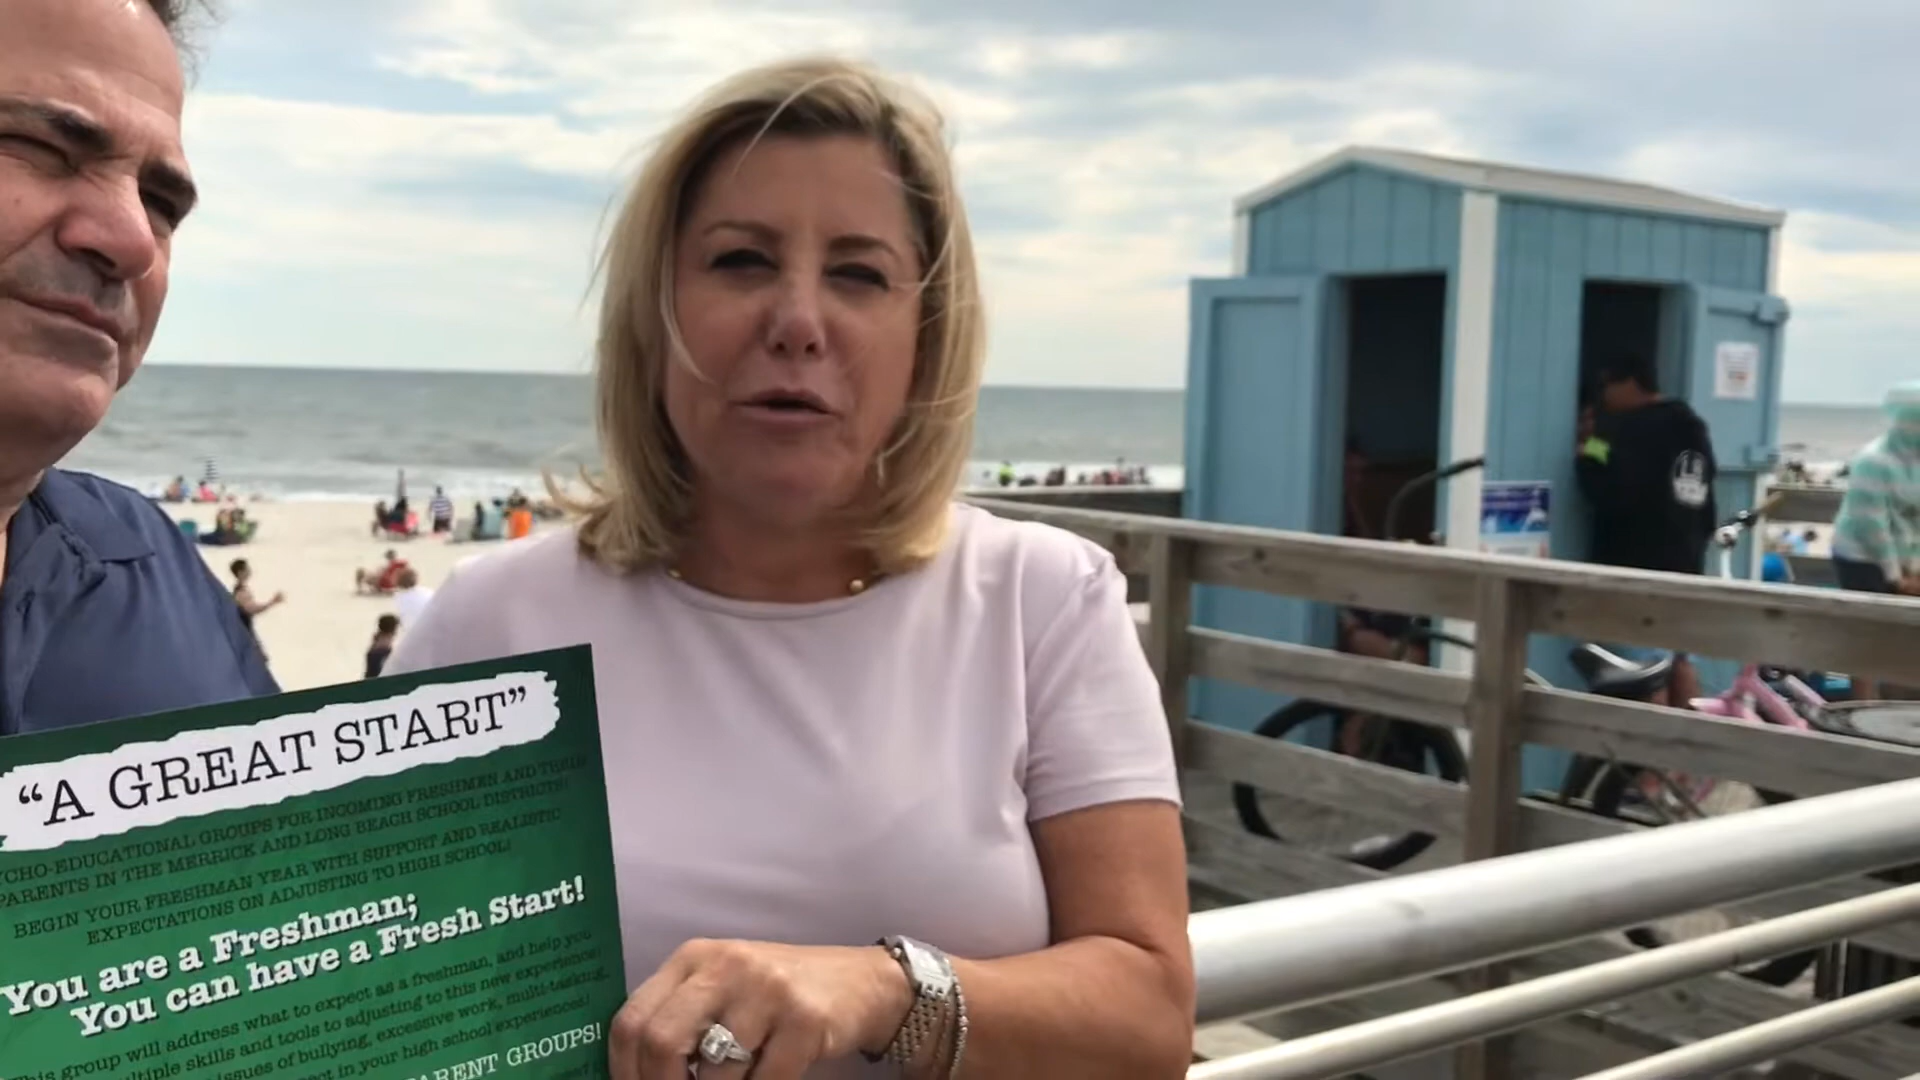 “A GREAT START”
YCHO-EDUCATIONAL GROUPS FOR INCOMING FRESHMEN AND THEIR
PARENTS IN THE MERRICK AND LONG BEACH SCHOOL DISTRICTS!
BEGIN YOUR FRESHMAN YEAR WITH SUPPORT AND REALISTIC
EXPECTATIONS ON ADJUSTING TO HIGH SCHOOL!
You are a Freshman;
You can have a Fresh Start!
This group will address what to expect as a freshman, and help you
ultiple skills and tools to adjusting to this new experience!
issues of bullying, excessive work, multi-tasking,
ect in your high school experiences!
PARENT GROUPS!